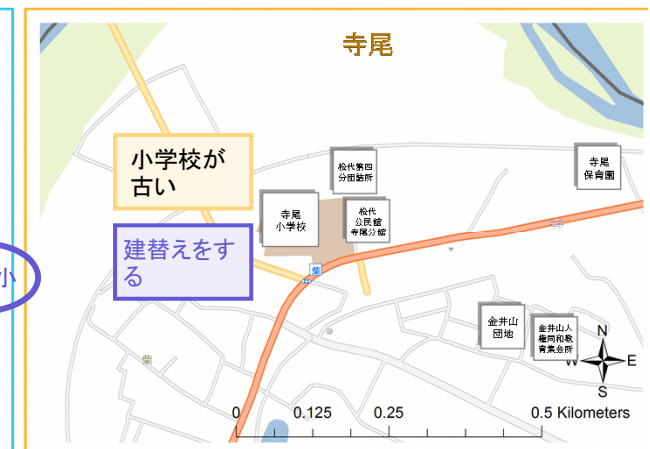 寺尾
小学校が
古い
建替えをす
る
小
松代第四
分団詰所
寺尾
小学校
松代
公民館
寺尾分館
寺尾
保育園
柴
柴
金井山
団地
金井山人
権同和教
育集会所
N
W
E
S
0
0.125
0.25
0.5 Kilometers